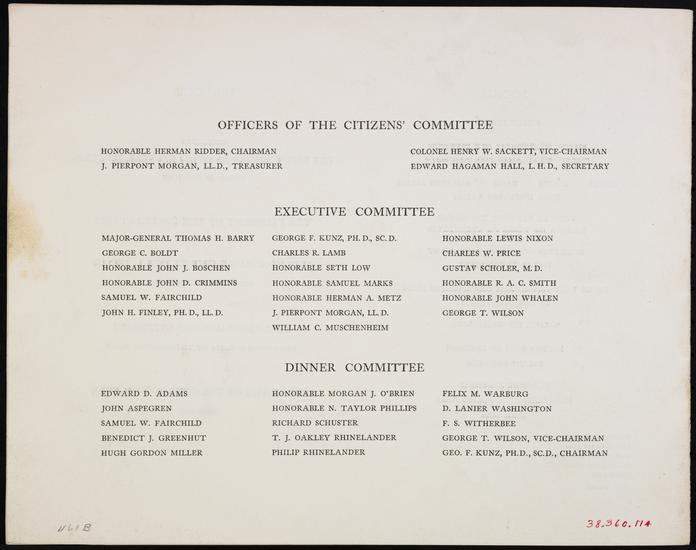 OFFICERS OF THE CITIZENS' COMMITTEE
HONORABLE HERMAN RIDDER, CHAIRMAN
J. PIERPONT MORGAN, LL.D., TREASURER
COLONEL HENRY W. SACKETT, VICE-CHAIRMAN
EDWARD HAGAMAN HALL, L.H.D., SECRETARY
EXECUTIVE COMMITTEE
MAJOR-GENERAL THOMAS H. BARRY
GEORGE C. BOLDT
HONORABLE JOHN J. BOSCHEN
HONORABLE JOHN D. CRIMMINS
SAMUEL W. FAIRCHILD
JOHN H. FINLEY, PH.D., LL.D.
GEORGE F. KUNZ, PH.D., SC.D.
CHARLES R. LAMB
HONORABLE SETH LOW
HONORABLE SAMUEL MARKS
HONORABLE HERMAN A. METZ
J. PIERPONT MORGAN, LL.D.
WILLIAM C. MUSCHENHEIM
HONORABLE LEWIS NIXON
CHARLES W. PRICE
GUSTAV SCHOLER, M.D.
HONORABLE R. A. C. SMITH
HONORABLE JOHN WHALEN
GEORGE T. WILSON
DINNER COMMITTEE
EDWARD D. ADAMS
JOHN ASPEGREN
SAMUEL W. FAIRCHILD
BENEDICT J. GREENHUT
HUGH GORDON MILLER
HONORABLE MORGAN J. O'BRIEN
HONORABLE N. TAYLOR PHILLIPS
RICHARD SCHUSTER
T. J. OAKLEY RHINELANDER
PHILIP RHINELANDER
FELIX M. WARBURG
D. LANIER WASHINGTON
F. S. WITHERBEE
GEORGE T. WILSON, VICE-CHAIRMAN
GEO. F. KUNZ, PH.D., SC.D., CHAIRMAN
38.360.114